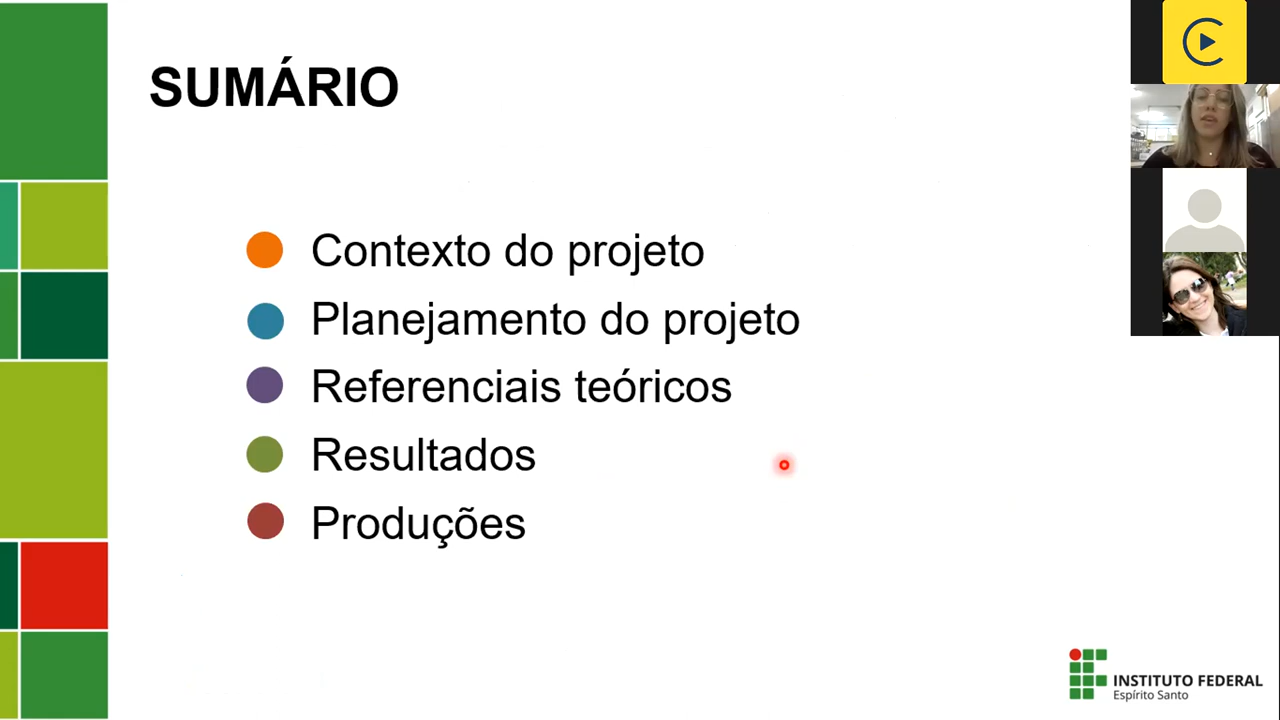 SUMÁRIO
Contexto do projeto
Planejamento do projeto
Referenciais teóricos
Resultados
Produções
INSTITUTO FEDERAL
Espírito Santo